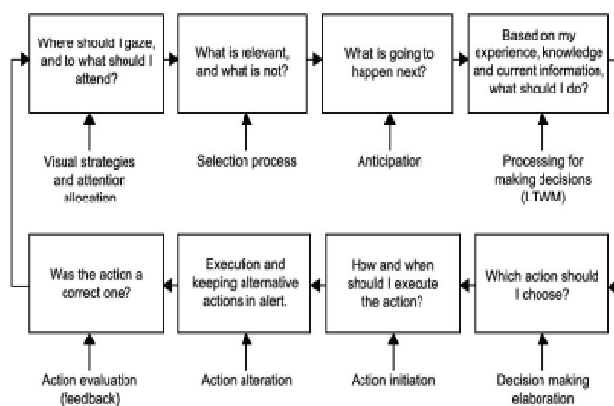 Where should I gaze,
and to what should I
attend?
What is relevant,
and what is not?
What is going to
happen next?
Based on my
experience, knowledge
and current information,
what should I do?
Visual strategies
and attention
allocation
Selection process
Anticipation
Processing for
making decisions
(LTWM)
Was the action a
correct one?
Execution and
keeping alternative
actions in alert.
How and when
should I execute
the action?
Which action should
I choose?
Action evaluation
(feedback)
Action alteration
Action initiation
Decision making
elaboration